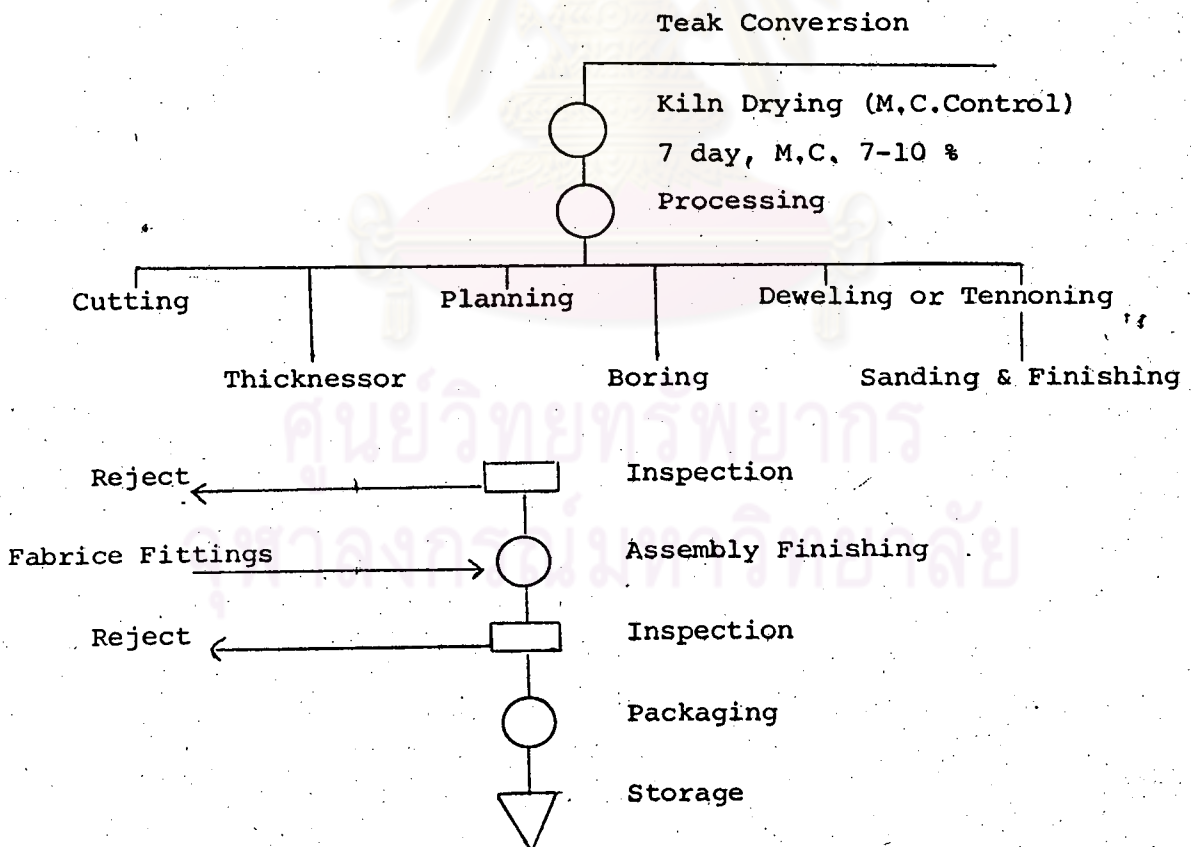 Teak Conversion
Kiln Drying (M.C.Control)
7 day, M.C. 7-10 %
Processing
Cutting
Planning
Deweling or Tennoning
Thicknessor
Boring
Sanding & Finishing
ศูนย์วิทยทรัพยากร
Reject
Inspection
จุฬาลงกรณ์มหาวิทยาลัย
Fabrice Fittings
Assembly Finishing
Reject
Inspection
Packaging
Storage